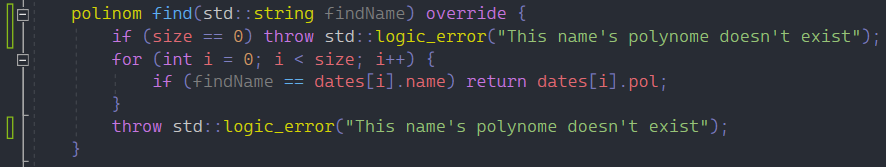 polinom find(std::string findName) override {
if (size == 0) throw std::logic_error("This name's polynome doesn't exist");
for (int i = 0; i < size; i++) {
if (findName == dates[i].name) return dates[i].pol;
}
throw std::logic_error("This name's polynome doesn't exist");
}